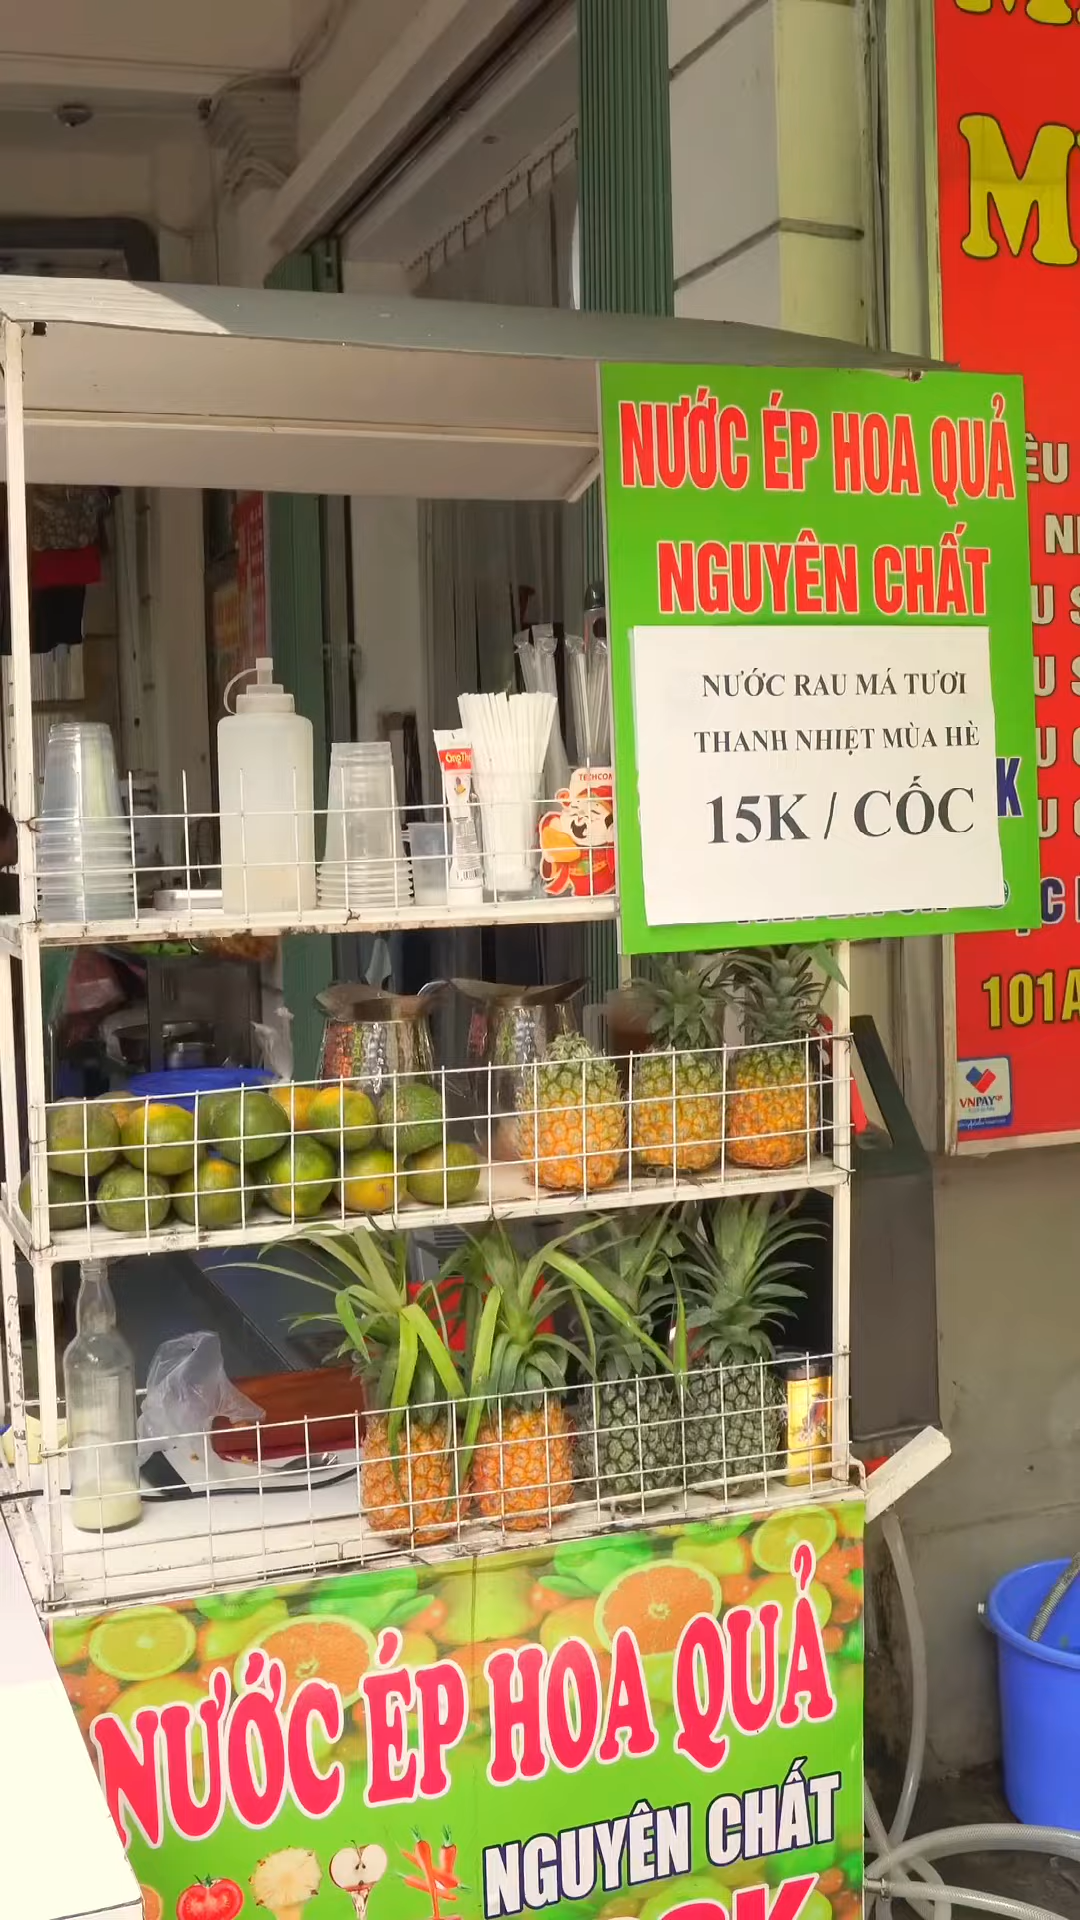 NƯỚC ÉP HOA QUẢ
NGUYÊN CHẤT
NƯỚC RAU MÁ TƯƠI
THANH NHIỆT MÙA HÈ
15K / CỐC
K
101A
VNPAY
TECHCOM
NƯỚC ÉP HOA QUẢ
NGUYÊN CHẤT